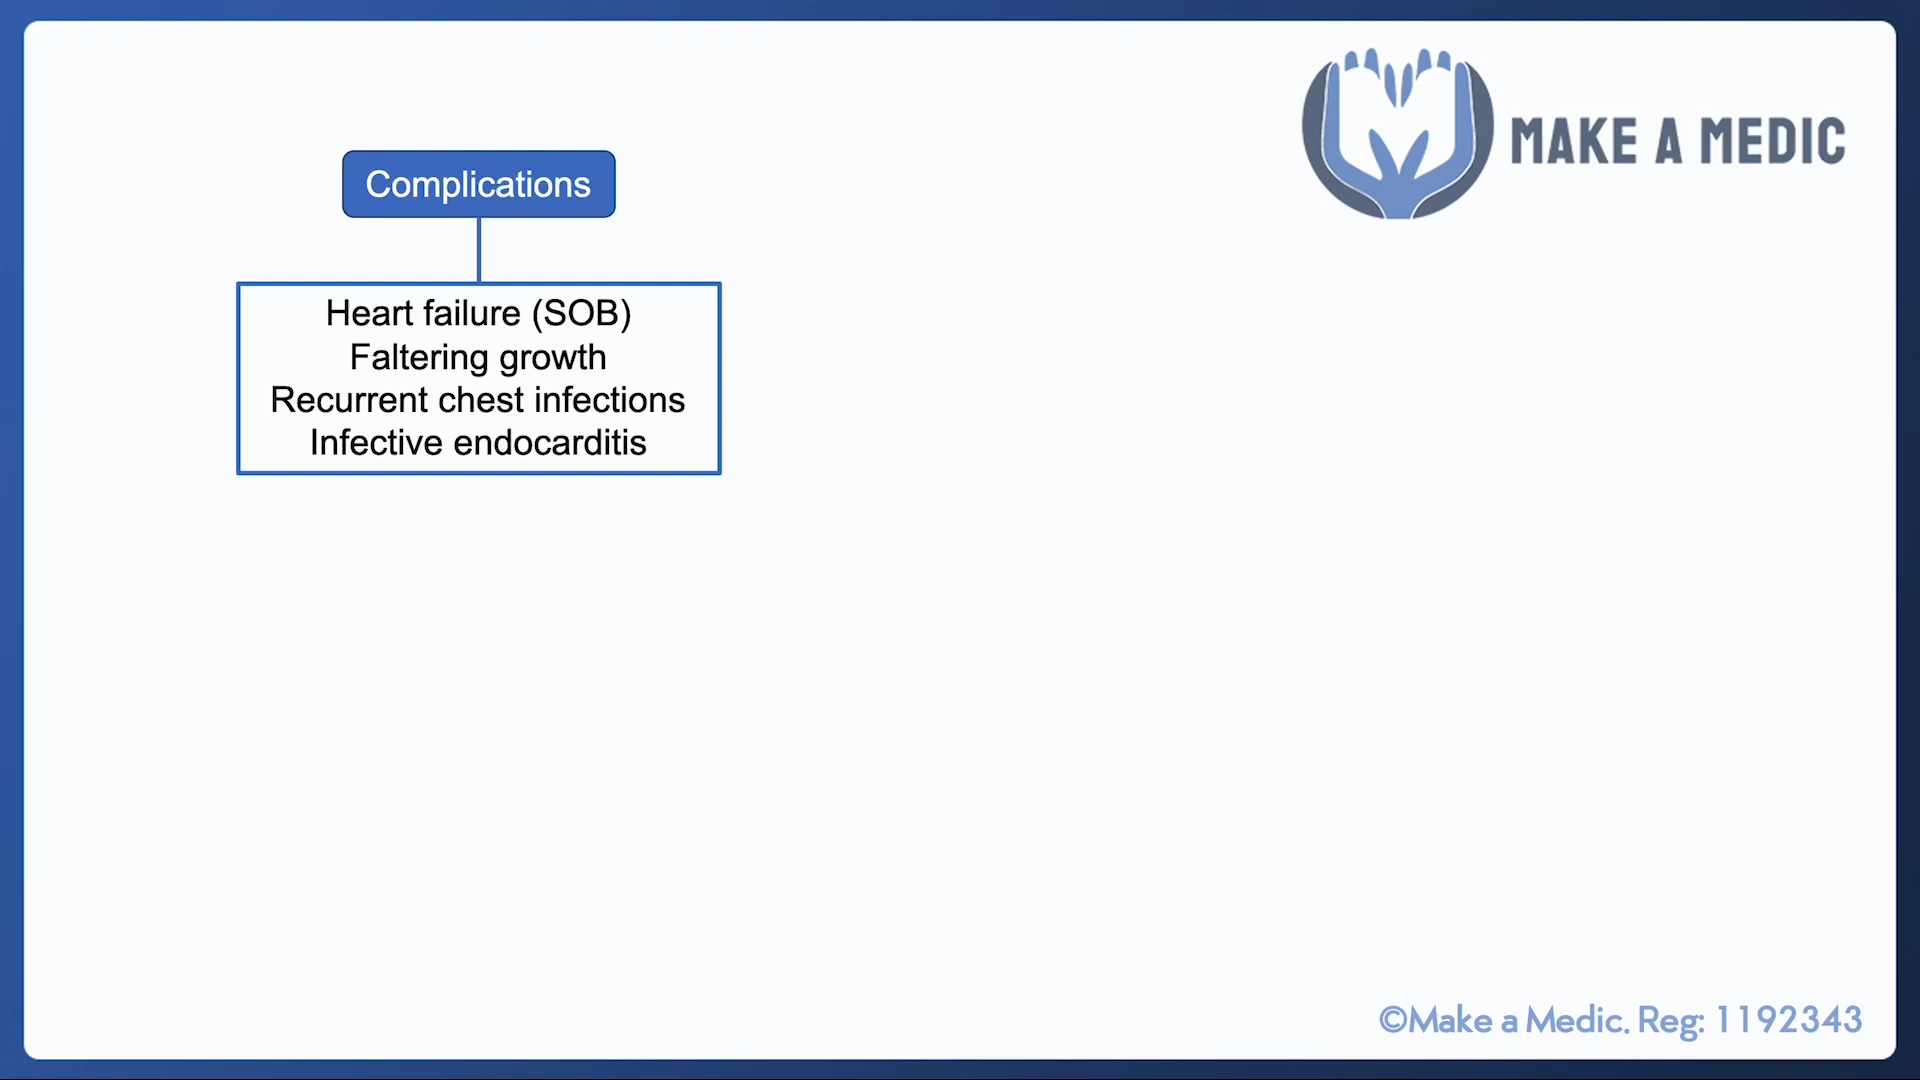 MAKE A MEDIC
Complications
Heart failure (SOB)
Faltering growth
Recurrent chest infections
Infective endocarditis
©Make a Medic. Reg: 1192343